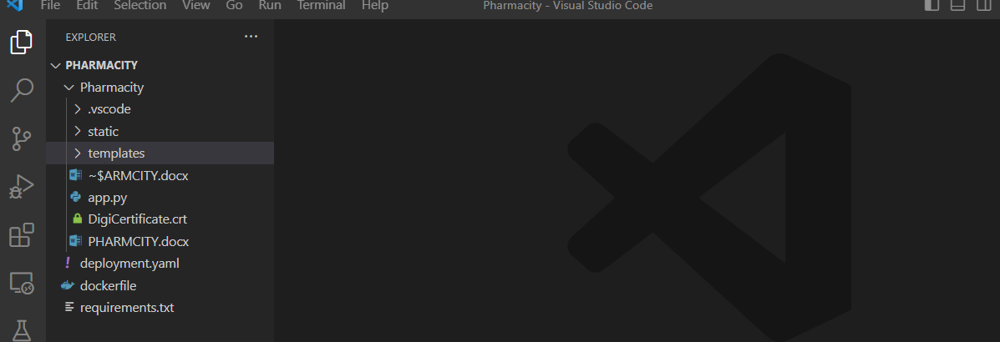 File Edit Selection View Go Run Terminal Help Pharmacity - Visual Studio Code
EXPLORER ...
PHARMACITY
Pharmacity
.vscode
static
templates
~$ARMCITY.docx
app.py
DigiCertificate.crt
PHARMCITY.docx
! deployment.yaml
dockerfile
requirements.txt